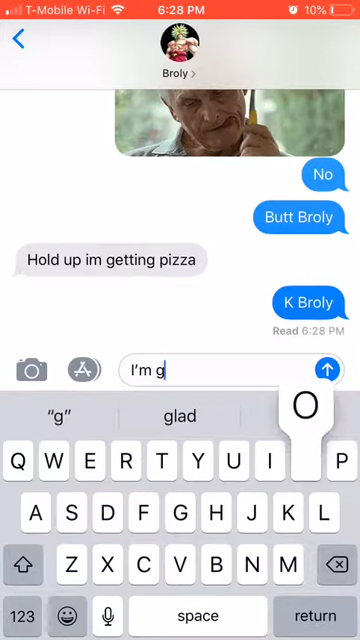 T-Mobile Wi-Fi 6:28 PM 10%
Broly >
No
Butt Broly
Hold up im getting pizza
K Broly
Read 6:28 PM
I'm g
“g” glad
O
Q W E R T Y U I P
A S D F G H J K L
Z X C V B N M
123 space return